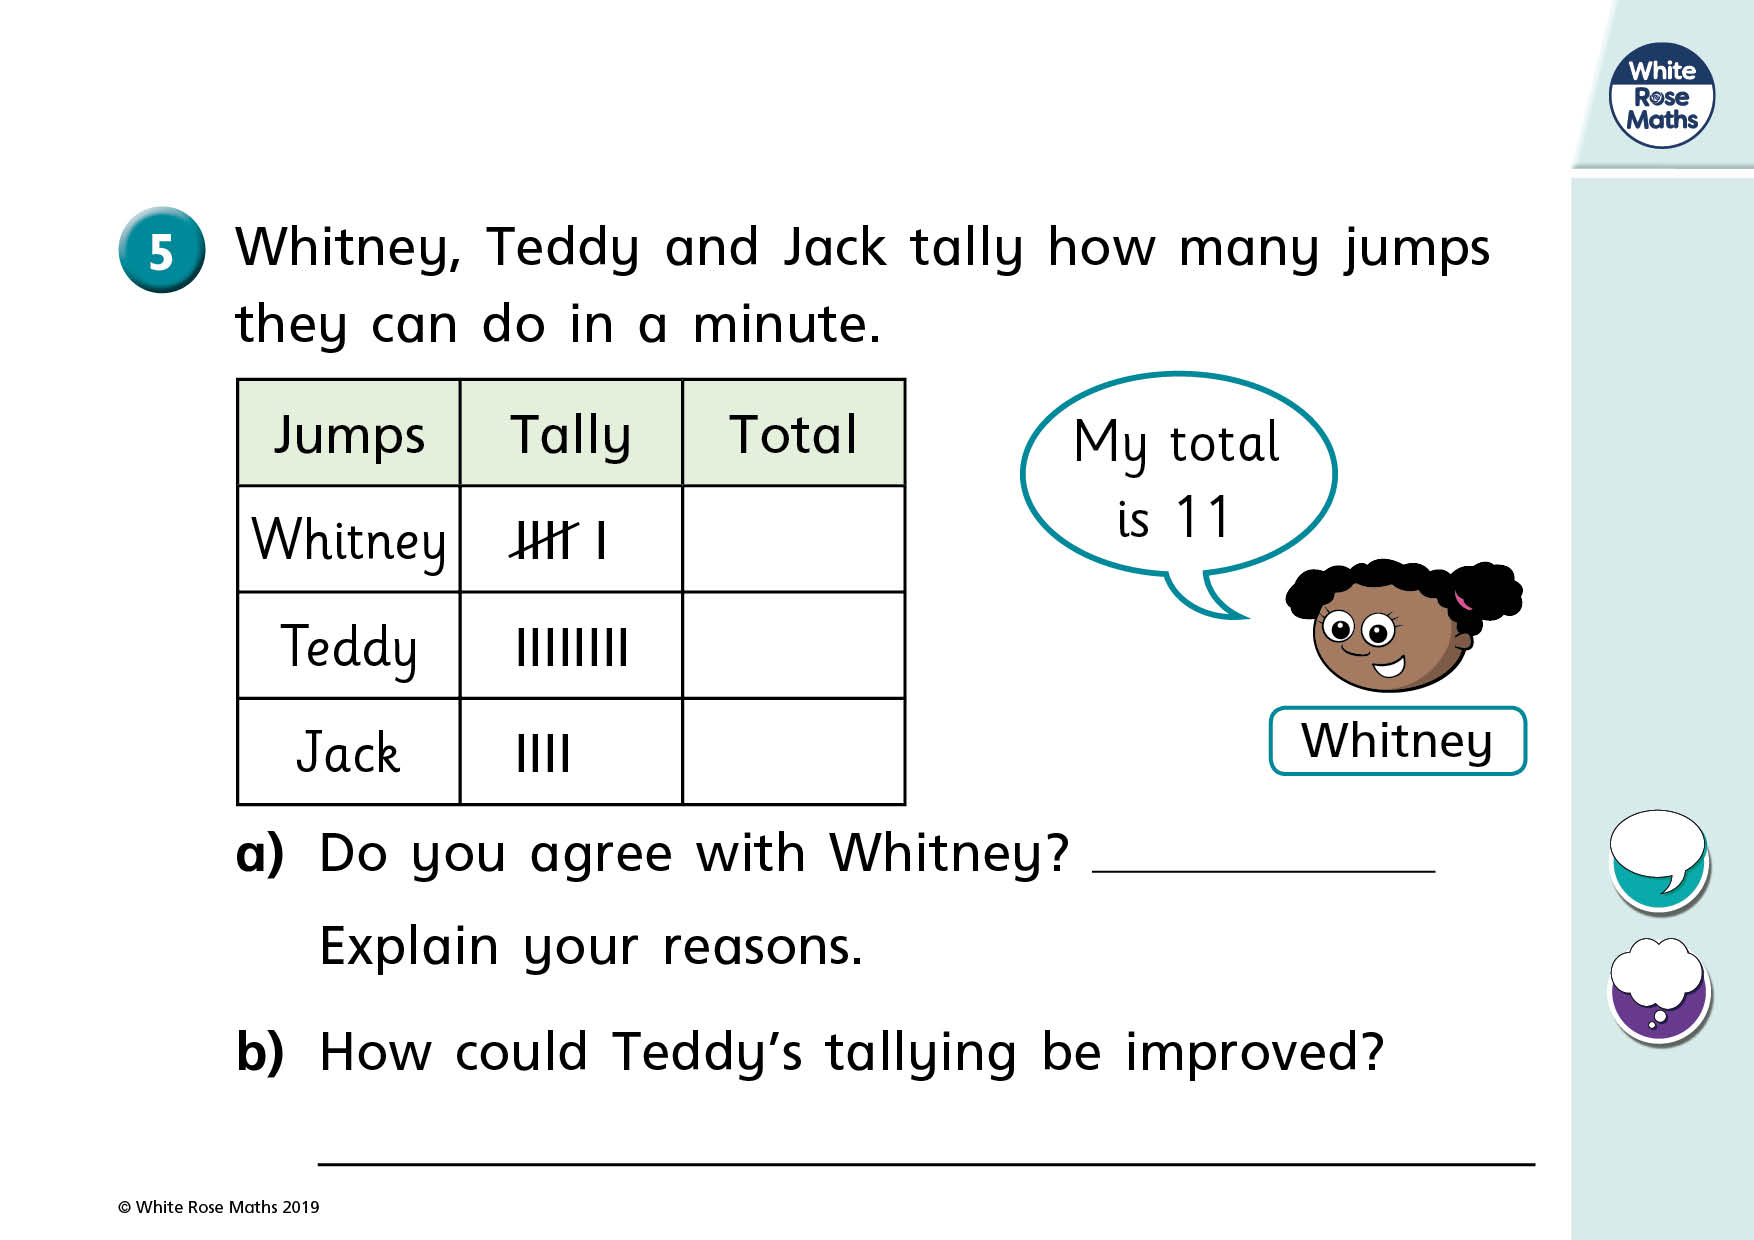 White
Rose
Maths
5 Whitney, Teddy and Jack tally how many jumps
they can do in a minute.
Jumps Tally Total
Whitney
Teddy
Jack
My total
is 11
Whitney
a) Do you agree with Whitney?
Explain your reasons.
b) How could Teddy's tallying be improved?
© White Rose Maths 2019